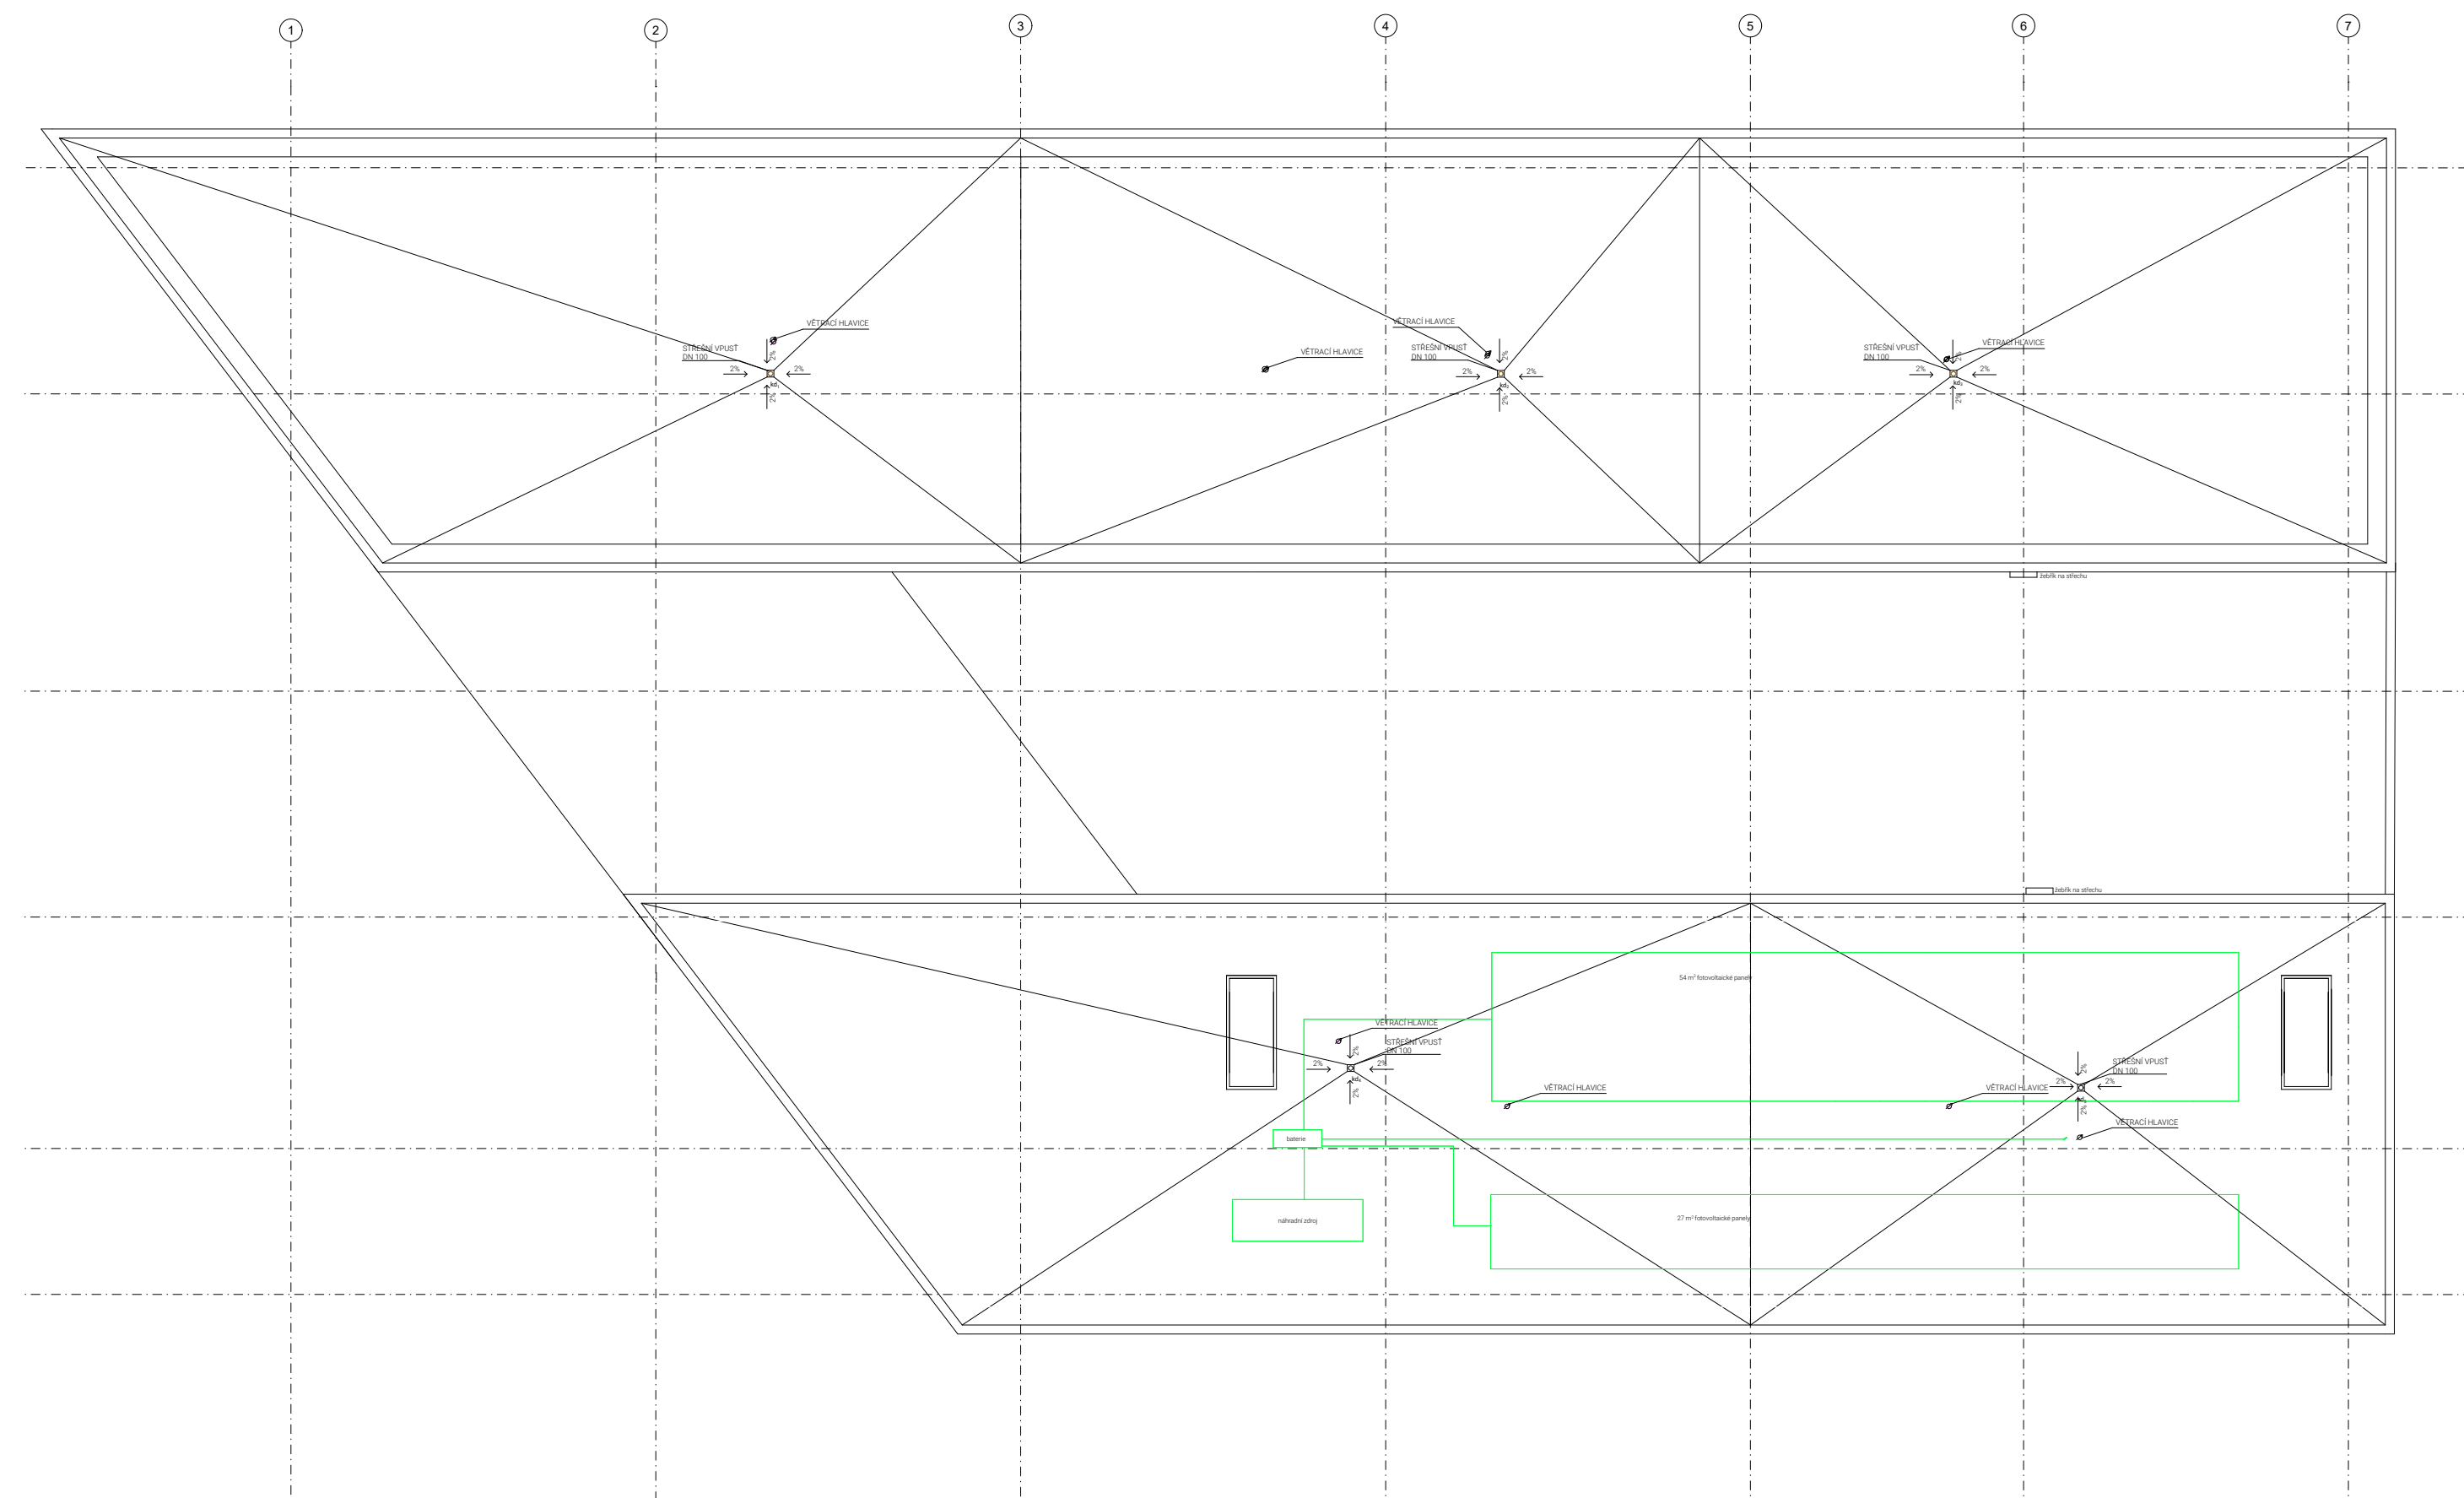 1
2
3
4
5
6
7
VĚTRACÍ HLAVICE
STŘEŠNÍ VPUSŤ
DN 100
2%
2%
2%
2%
kd₁
VĚTRACÍ HLAVICE
VĚTRACÍ HLAVICE
STŘEŠNÍ VPUSŤ
DN 100
2%
2%
2%
2%
VĚTRACÍ HLAVICE
STŘEŠNÍ VPUSŤ
DN 100
2%
2%
2%
2%
žebřík na střechu
žebřík na střechu
54 m² fotovoltaické panely
VĚTRACÍ HLAVICE
STŘEŠNÍ VPUSŤ
DN 100
2%
2%
2%
2%
VĚTRACÍ HLAVICE
VĚTRACÍ HLAVICE
STŘEŠNÍ VPUSŤ
DN 100
2%
2%
2%
2%
VĚTRACÍ HLAVICE
baterie
náhradní zdroj
27 m² fotovoltaické panely